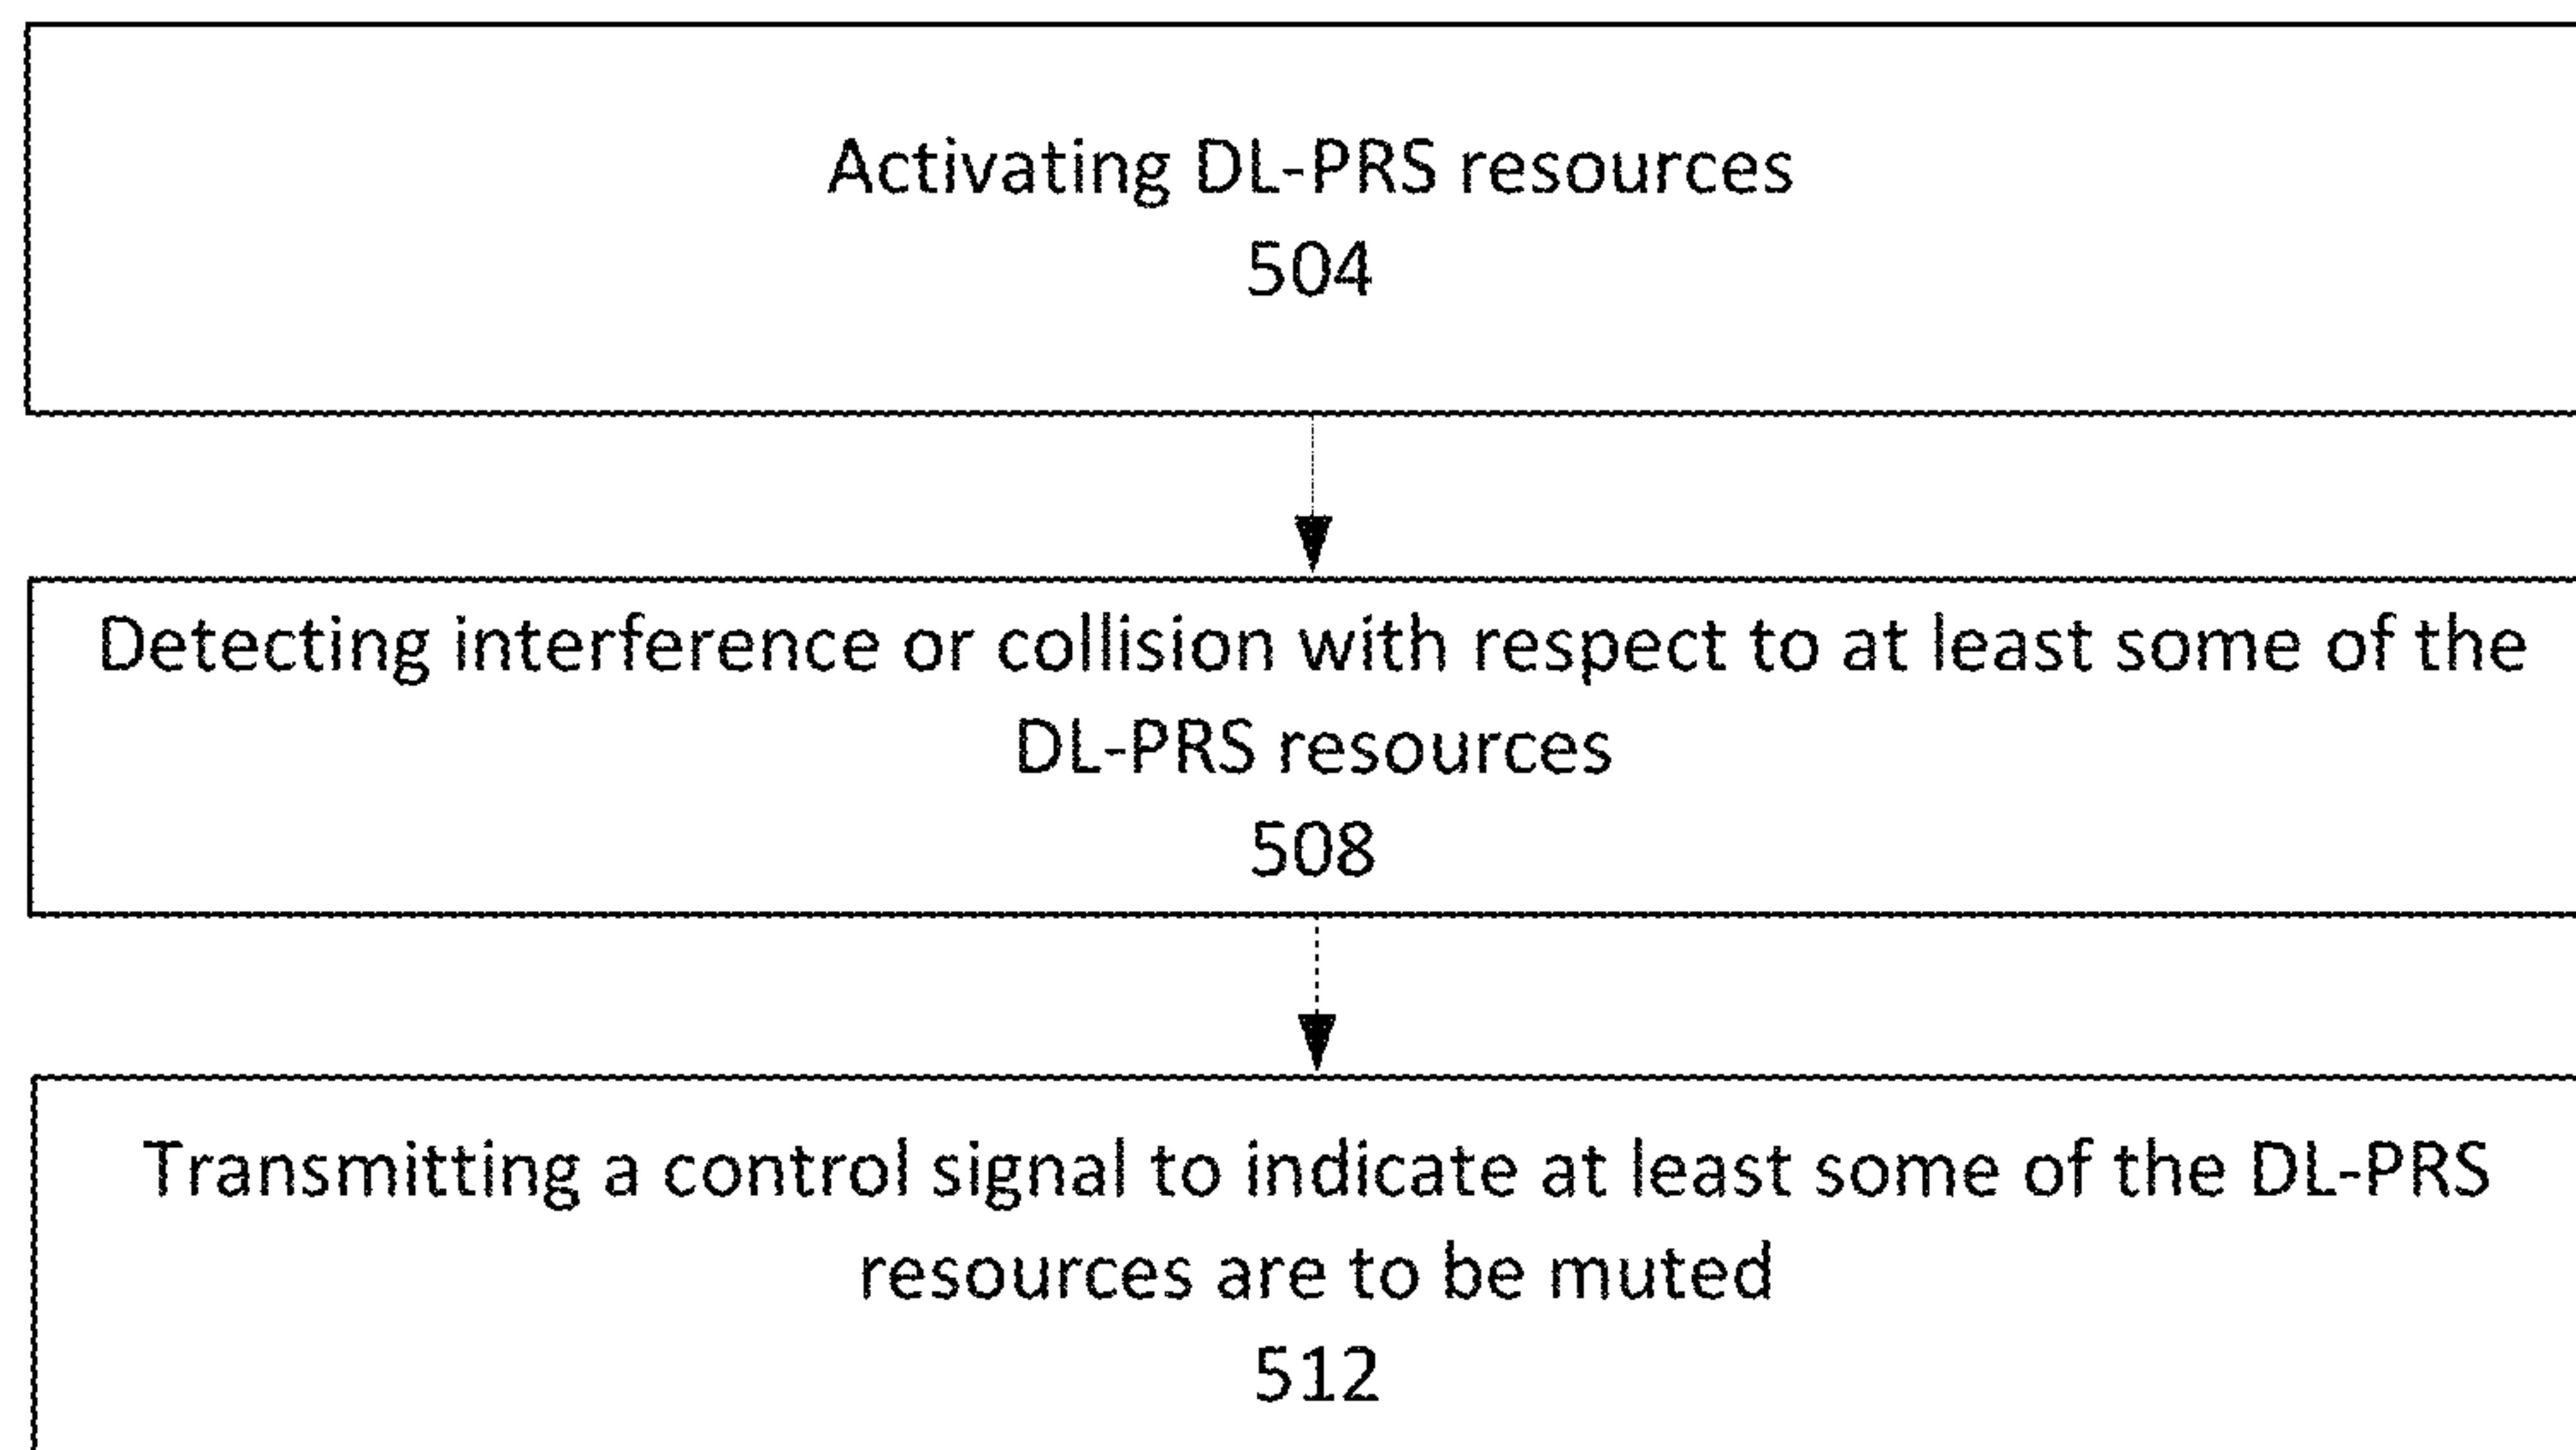 Activating DL-PRS resources
504
Detecting interference or collision with respect to at least some of the
DL-PRS resources
508
Transmitting a control signal to indicate at least some of the DL-PRS
resources are to be muted
512